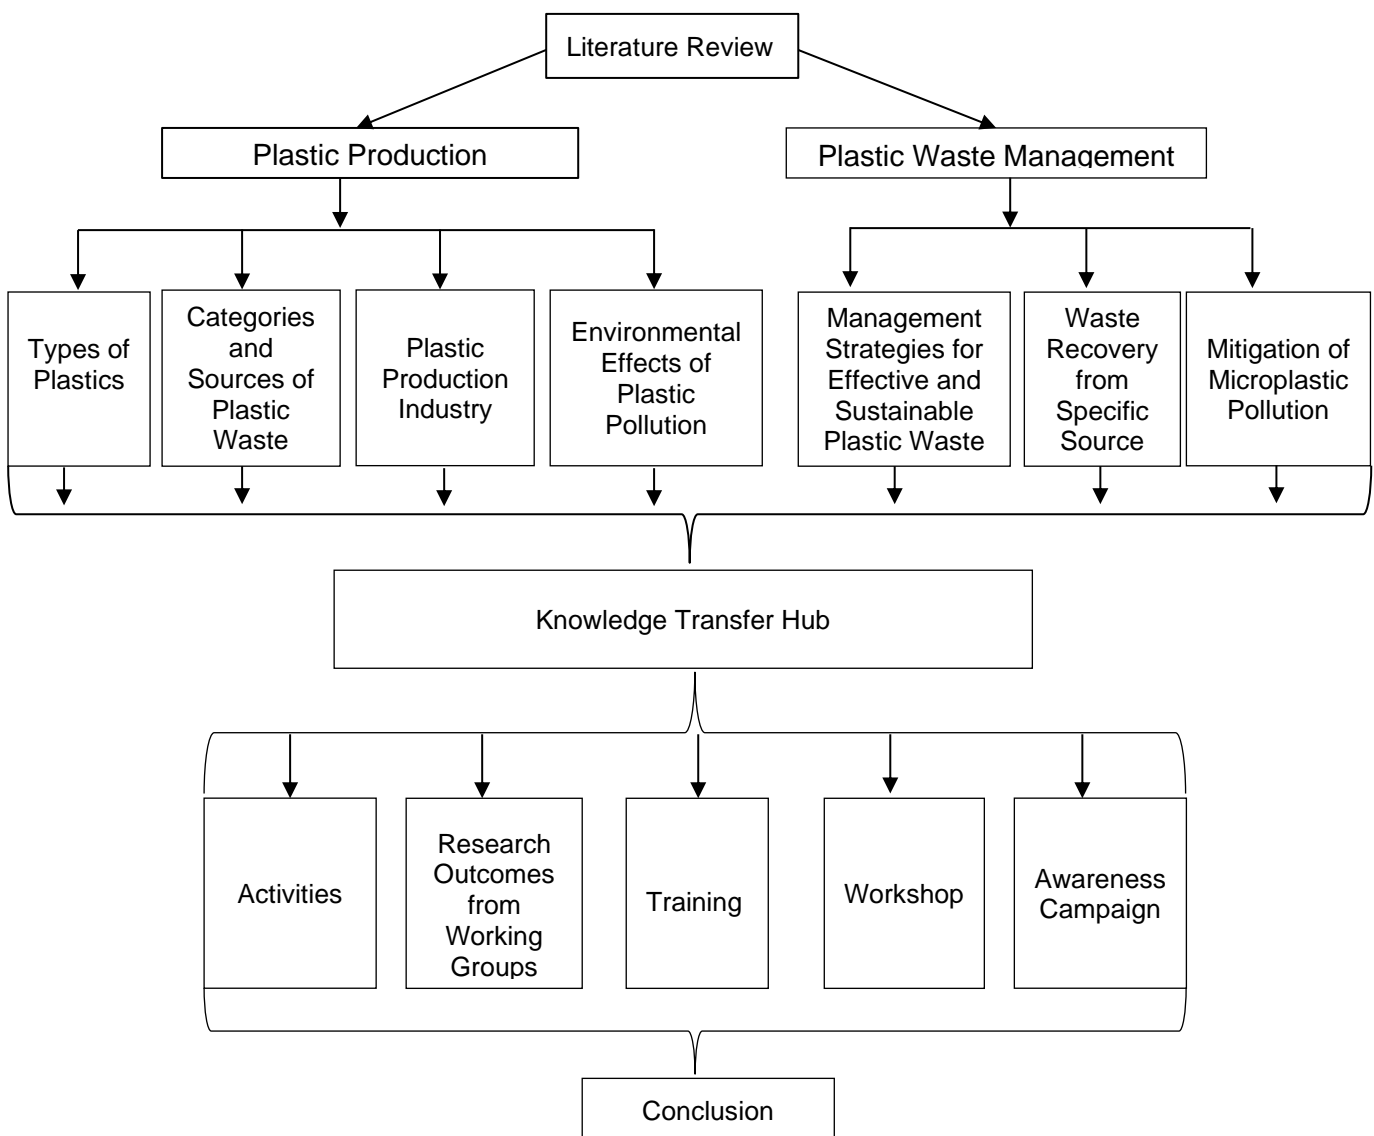 Literature Review
Plastic Production
Plastic Waste Management
Types of
Plastics
Categories
and
Sources of
Plastic
Waste
Plastic
Production
Industry
Environmental
Effects of
Plastic
Pollution
Management
Strategies for
Effective and
Sustainable
Plastic Waste
Waste
Recovery
from
Specific
Source
Mitigation of
Microplastic
Pollution
Knowledge Transfer Hub
Activities
Research
Outcomes
from
Working
Groups
Training
Workshop
Awareness
Campaign
Conclusion